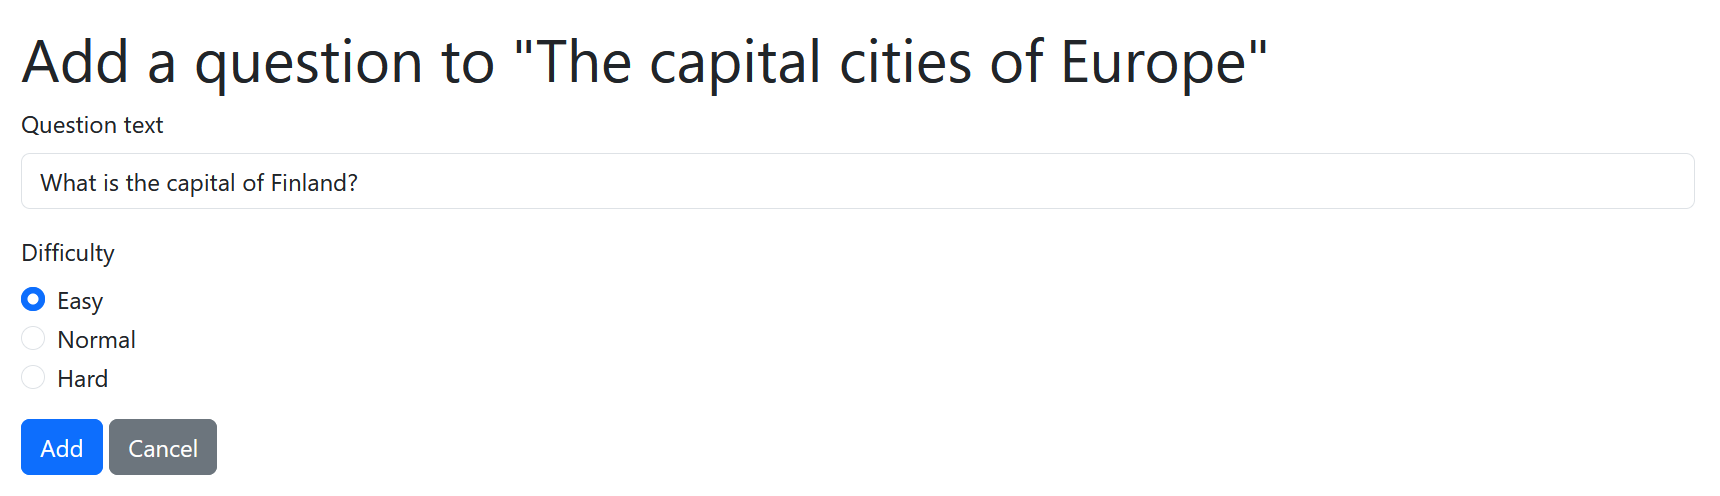 Add a question to "The capital cities of Europe"
Question text
What is the capital of Finland?
Difficulty
Easy
Normal
Hard
Add Cancel